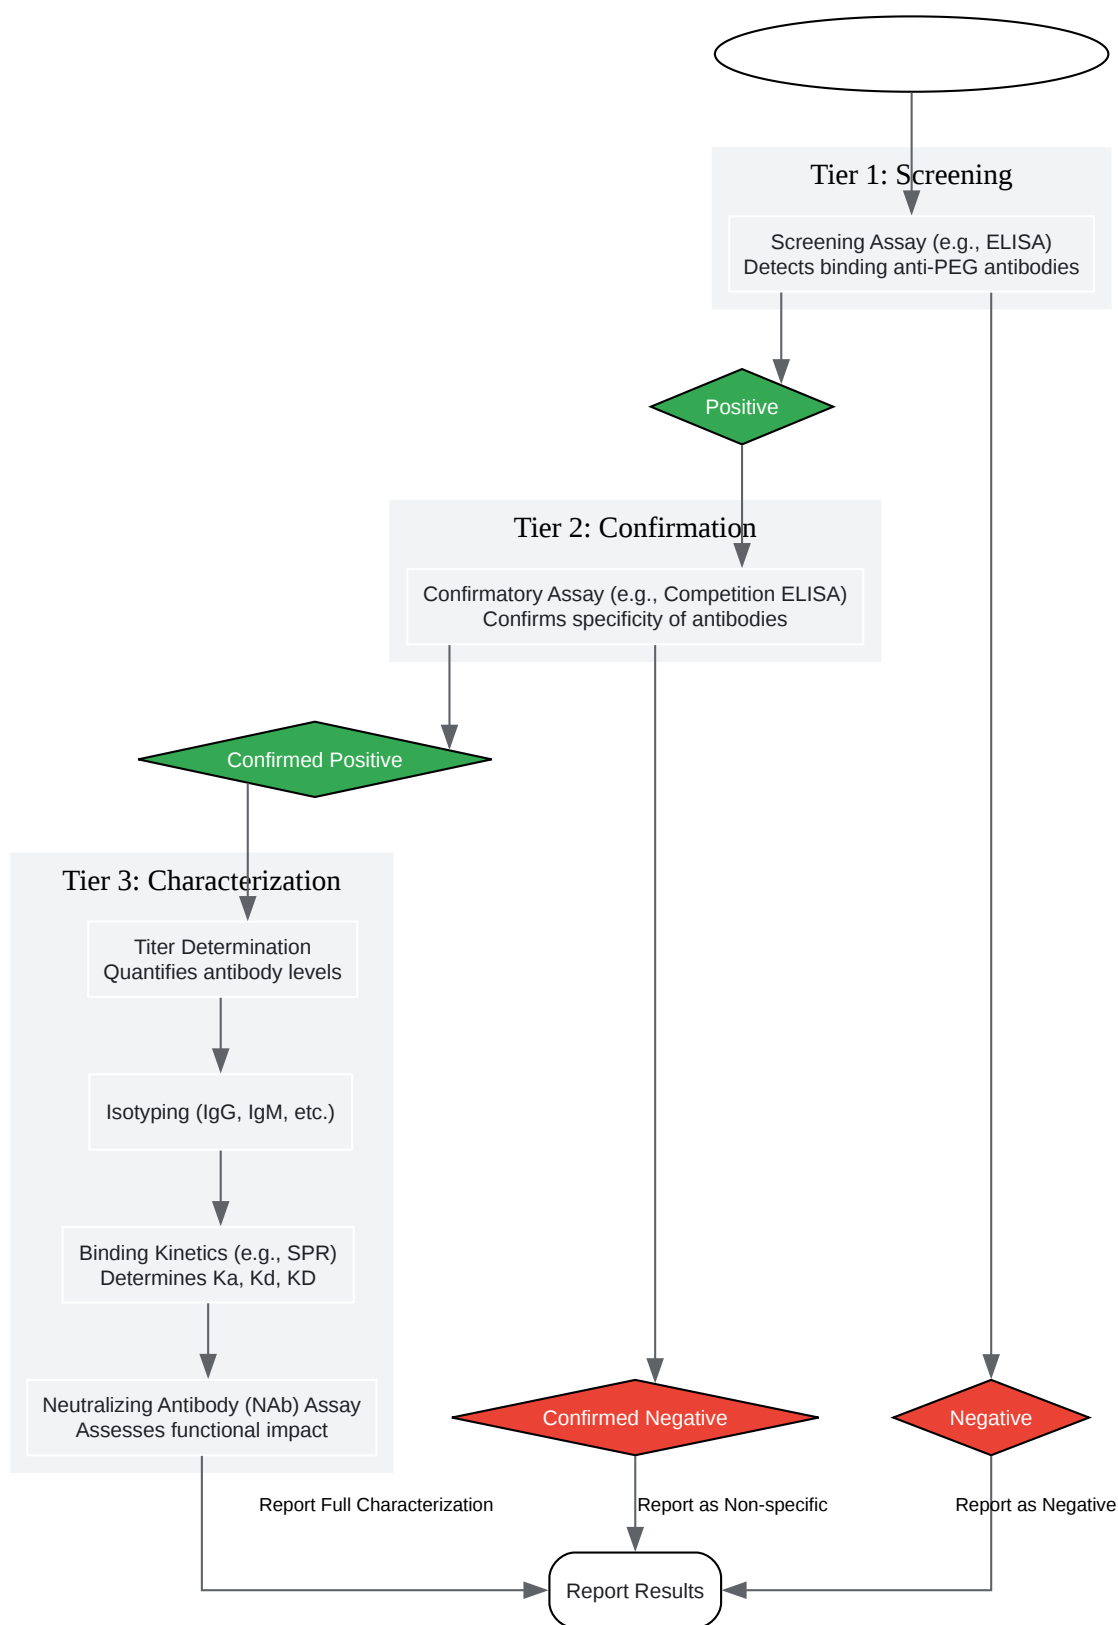 Tier 1: Screening
Screening Assay (e.g., ELISA)
Detects binding anti-PEG antibodies
Positive
Tier 2: Confirmation
Confirmatory Assay (e.g., Competition ELISA)
Confirms specificity of antibodies
Confirmed Positive
Tier 3: Characterization
Titer Determination
Quantifies antibody levels
Isotyping (IgG, IgM, etc.)
Binding Kinetics (e.g., SPR)
Determines Ka, Kd, KD
Neutralizing Antibody (NAb) Assay
Assesses functional impact
Confirmed Negative
Negative
Report Full Characterization
Report as Non-specific
Report as Negative
Report Results